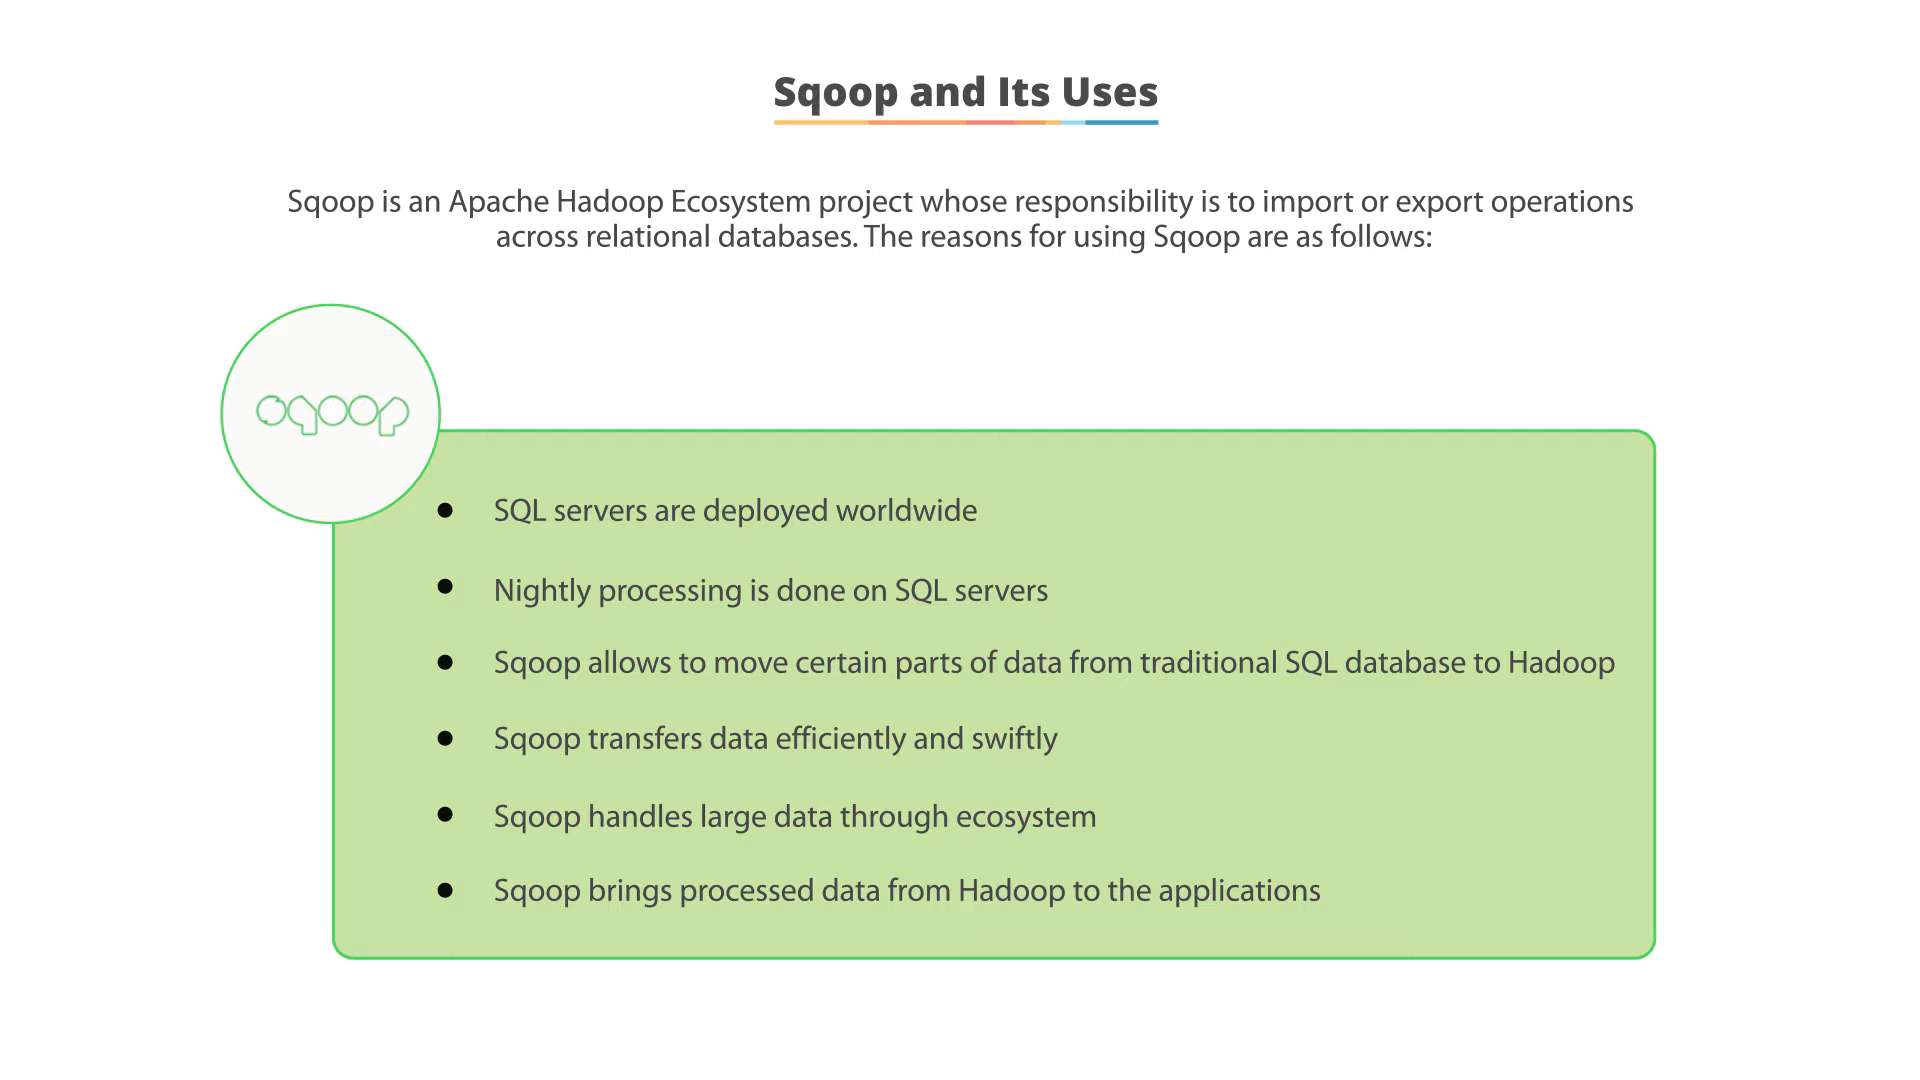 Sqoop and Its Uses
Sqoop is an Apache Hadoop Ecosystem project whose responsibility is to import or export operations
across relational databases. The reasons for using Sqoop are as follows:
sqoop
● SQL servers are deployed worldwide
● Nightly processing is done on SQL servers
● Sqoop allows to move certain parts of data from traditional SQL database to Hadoop
● Sqoop transfers data efficiently and swiftly
● Sqoop handles large data through ecosystem
● Sqoop brings processed data from Hadoop to the applications